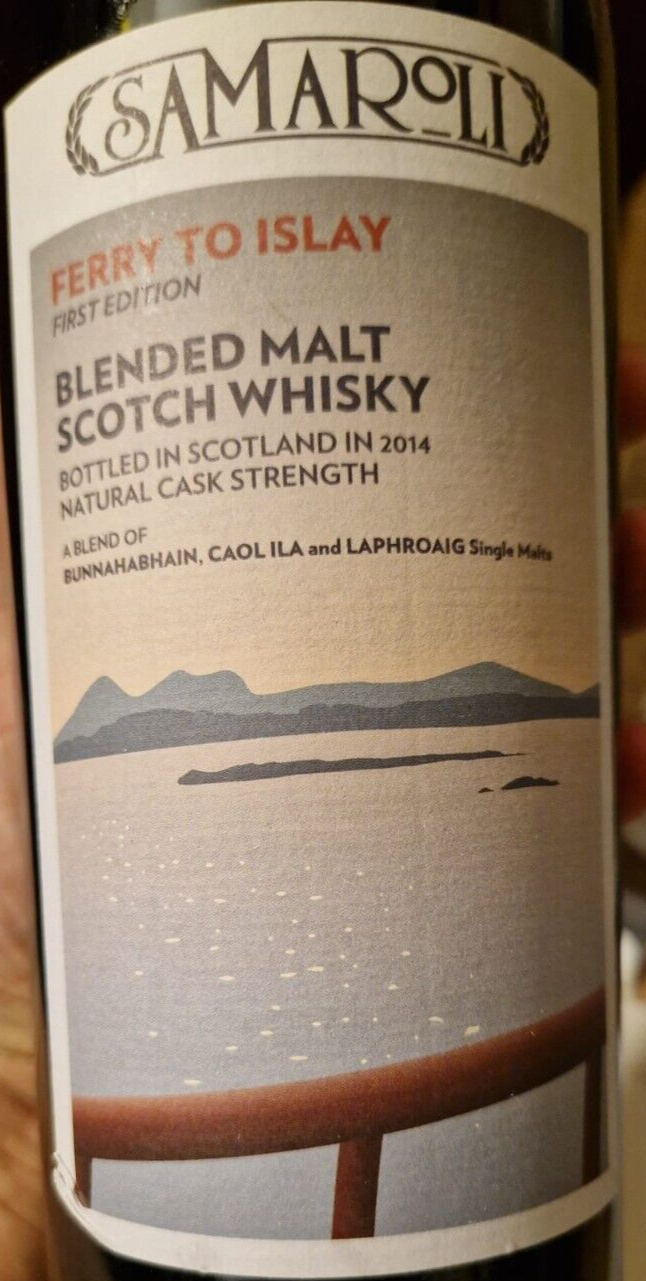 SAMAROLI
FERRY TO ISLAY
FIRST EDITION
BLENDED MALT
SCOTCH WHISKY
BOTTLED IN SCOTLAND IN 2014
NATURAL CASK STRENGTH
A BLEND OF
BUNNAHABHAIN, CAOL ILA and LAPHROAIG Single Malts